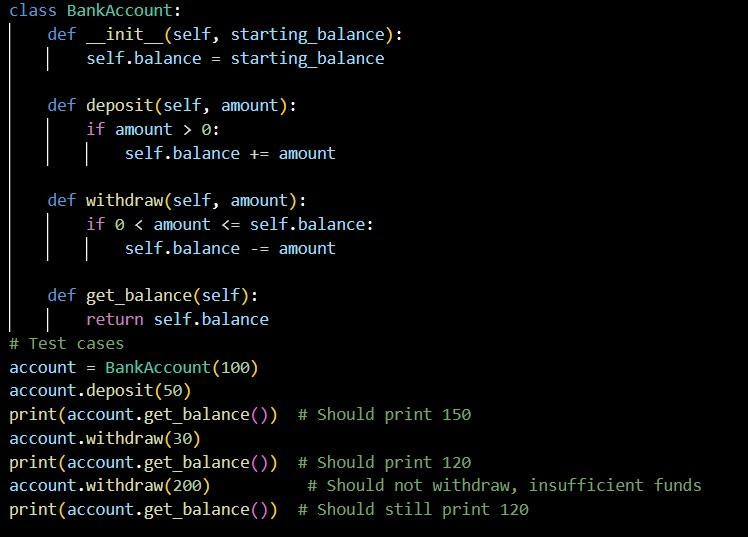 class BankAccount:
    def __init__(self, starting_balance):
        self.balance = starting_balance

    def deposit(self, amount):
        if amount > 0:
            self.balance += amount

    def withdraw(self, amount):
        if 0 < amount <= self.balance:
            self.balance -= amount

    def get_balance(self):
        return self.balance
# Test cases
account = BankAccount(100)
account.deposit(50)
print(account.get_balance())  # Should print 150
account.withdraw(30)
print(account.get_balance())  # Should print 120
account.withdraw(200)          # Should not withdraw, insufficient funds
print(account.get_balance())  # Should still print 120